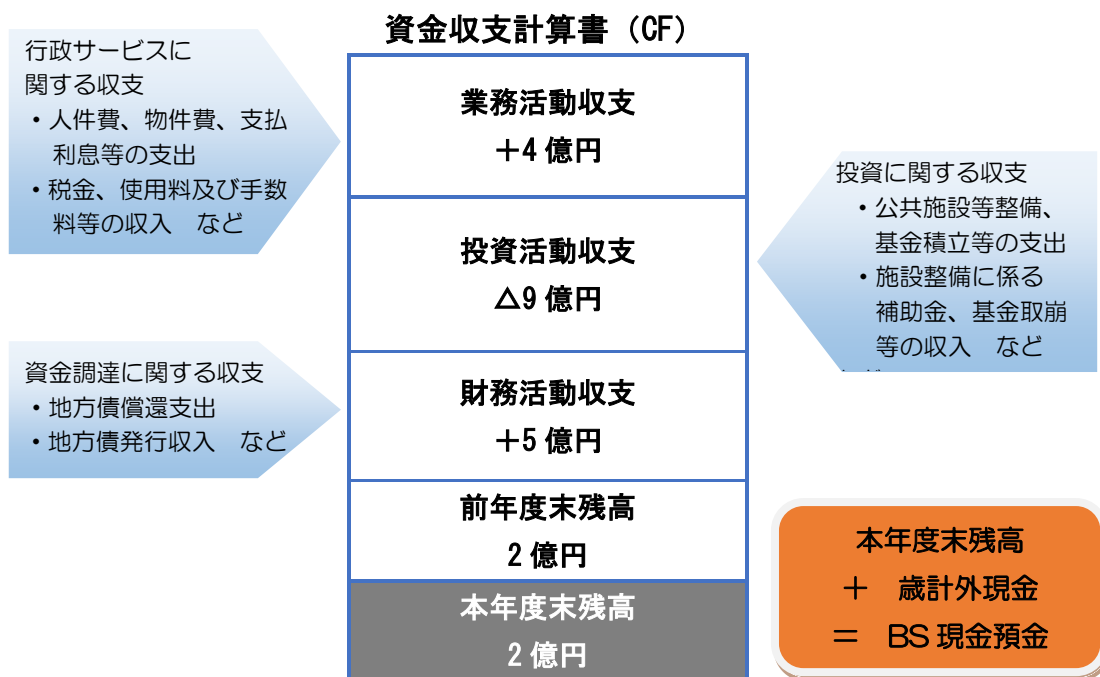 資金収支計算書（CF）
行政サービスに
関する収支
・人件費、物件費、支払
利息等の支出
・税金、使用料及び手数
料等の収入　など
業務活動収支
＋4 億円
投資に関する収支
・公共施設等整備、
基金積立等の支出
・施設整備に係る
補助金、基金取崩
等の収入　など
投資活動収支
△9 億円
資金調達に関する収支
・地方債償還支出
・地方債発行収入　など
財務活動収支
＋5 億円
前年度末残高
2 億円
本年度末残高
2 億円
本年度末残高
＋　歳計外現金
＝　BS 現金預金